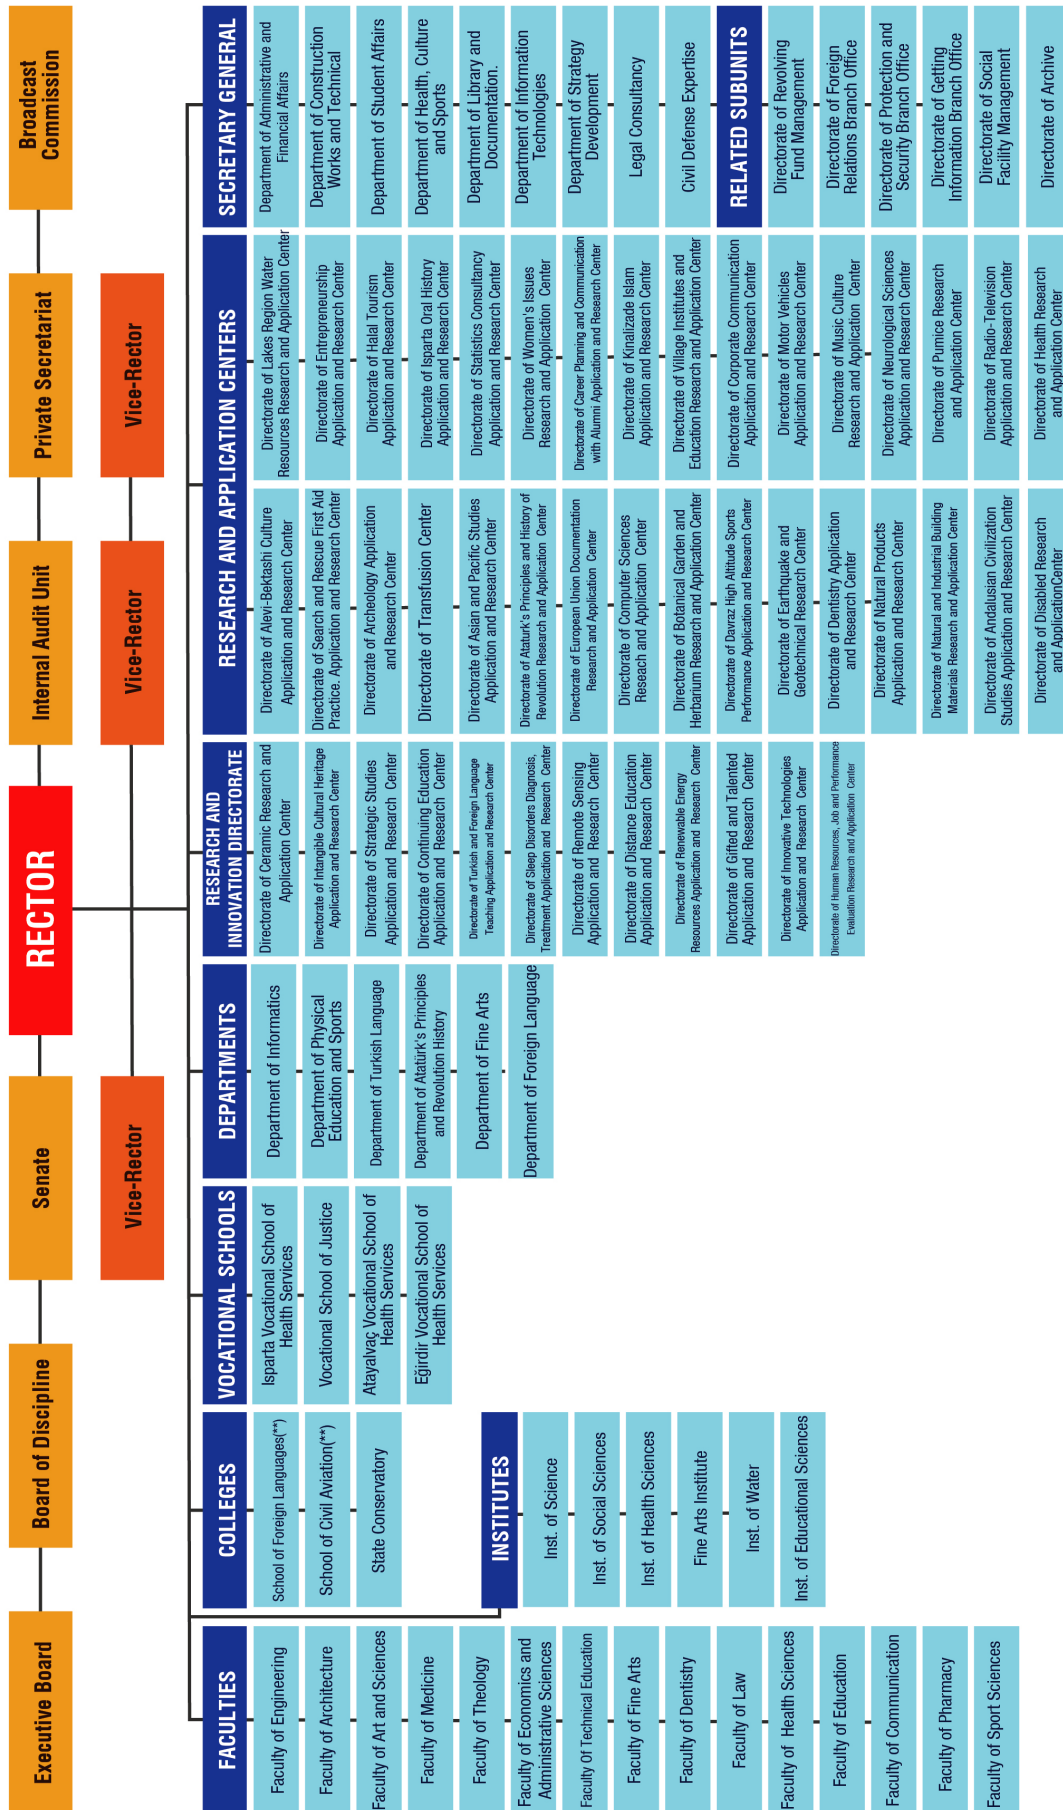 Executive Board
Board of Discipline
Senate
RECTOR
Internal Audit Unit
Private Secretariat
Broadcast
Commission
Vice-Rector
Vice-Rector
Vice-Rector
FACULTIES
Faculty of Engineering
Faculty of Architecture
Faculty of Art and Sciences
Faculty of Medicine
Faculty of Theology
Faculty of Economics and
Administrative Sciences
Faculty of Technical Education
Faculty of Fine Arts
Faculty of Dentistry
Faculty of Law
Faculty of Health Sciences
Faculty of Education
Faculty of Communication
Faculty of Pharmacy
Faculty of Sport Sciences
COLLEGES
School of Foreign Languages(**)
School of Civil Aviation(**)
State Conservatory
INSTITUTES
Inst. of Science
Inst. of Social Sciences
Inst. of Health Sciences
Fine Arts Institute
Inst. of Water
Inst. of Educational Sciences
VOCATIONAL SCHOOLS
Isparta Vocational School of
Health Services
Vocational School of Justice
Atayalvaç Vocational School of
Health Services
Eğirdir Vocational School of
Health Services
DEPARTMENTS
Department of Informatics
Department of Physical
Education and Sports
Department of Turkish Language
Department of Atatürk's Principles
and Revolution History
Department of Fine Arts
Department of Foreign Language
RESEARCH AND
INNOVATION DIRECTORATE
Directorate of Ceramic Research and
Application Center
Directorate of Intangible Cultural Heritage
Application and Research Center
Directorate of Strategic Studies
Application and Research Center
Directorate of Continuing Education
Application and Research Center
Directorate of Turkish and Foreign Language
Teaching Application and Research Center
Directorate of Sleep Disorders Diagnosis,
Treatment Application and Research Center
Directorate of Remote Sensing
Application and Research Center
Directorate of Distance Education
Application and Research Center
Directorate of Renewable Energy
Resources Application and Research Center
Directorate of Gifted and Talented
Application and Research Center
Directorate of Innovative Technologies
Application and Research Center
Directorate of Human Resources, Job and Performance
Evaluation Research and Application Center
RESEARCH AND APPLICATION CENTERS
Directorate of Alevi-Bektashi Culture
Application and Research Center
Directorate of Search and Rescue First Aid
Practice. Application and Research Center
Directorate of Archeology Application
and Research Center
Directorate of Transfusion Center
Directorate of Asian and Pacific Studies
Application and Research Center
Directorate of Ataturk's Principles and History of
Revolution Research and Application Center
Directorate of European Union Documentation
Research and Application Center
Directorate of Computer Sciences
Reseach and Application Center
Directorate of Botanical Garden and
Herbarium Research and Application Center
Directorate of Davraz High Altitude Sports
Performance Application and Research Center
Directorate of Earthquake and
Geotechnical Research Center
Directorate of Dentistry Application
and Research Center
Directorate of Natural Products
Application and Research Center
Directorate of Natural and Industrial Building
Materials Research and Application Center
Directorate of Andalusian Civilization
Studies Application and Research Center
Directorate of Disabled Research
and ApplicationCenter
Directorate of Lakes Region Water
Resources Research and Application Center
Directorate of Entrepreneurship
Application and Research Center
Directorate of Halal Tourism
Application and Research Center
Directorate of Isparta Oral History
Application and Research Center
Directorate of Statistics Consultancy
Application and Research Center
Directorate of Women's Issues
Research and Application Center
Directorate of Career Planning and Communication
with Alumni Application and Research Center
Directorate of Kinalizade Islam
Application and Research Center
Directorate of Village Institutes and
Education Research and Application Center
Directorate of Corporate Communication
Application and Research Center
Directorate of Motor Vehicles
Application and Research Center
Directorate of Music Culture
Research and Application Center
Directorate of Neurological Sciences
Application and Research Center
Directorate of Pumice Research
and Application Center
Directorate of Radio-Television
Application and Research Center
Directorate of Health Research
and Application Center
SECRETARY GENERAL
Department of Administrative and
Financial Affairs
Department of Construction
Works and Technical
Department of Student Affairs
Department of Health, Culture
and Sports
Department of Library and
Documentation.
Department of Information
Technologies
Department of Strategy
Development
Legal Consultancy
Civil Defense Expertise
RELATED SUBUNITS
Directorate of Revolving
Fund Management
Directorate of Foreign
Relations Branch Office
Directorate of Protection and
Security Branch Office
Directorate of Getting
Information Branch Office
Directorate of Social
Facility Management
Directorate of Archive